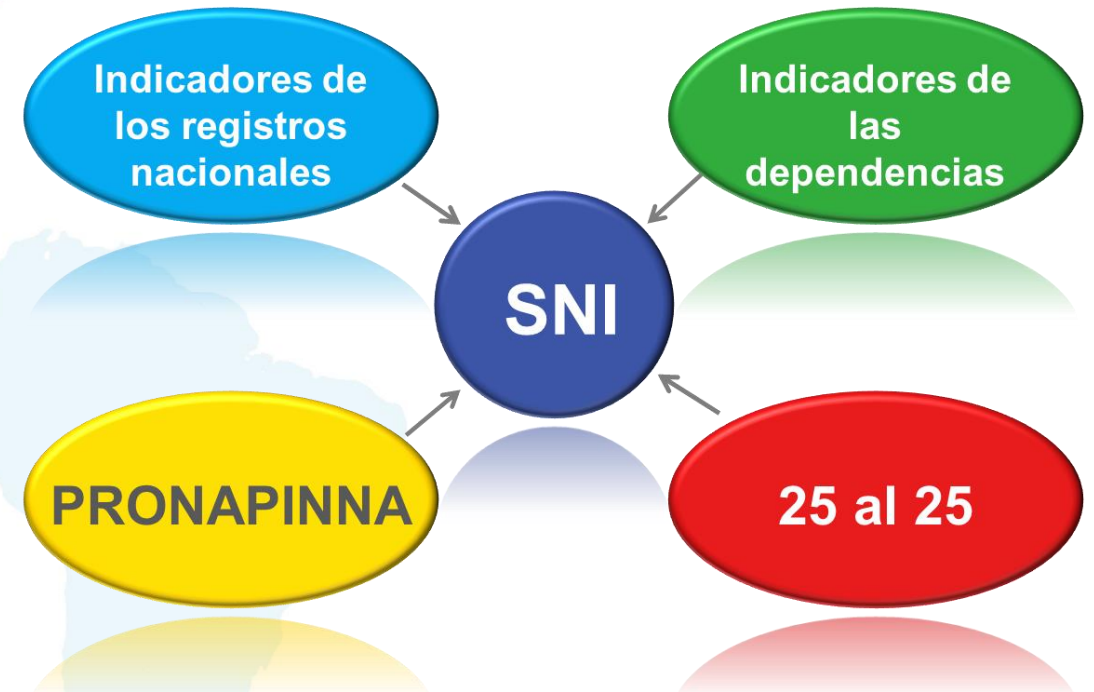 Indicadores de
los registros
nacionales
Indicadores de
las
dependencias
SNI
PRONAPINNA
25 al 25